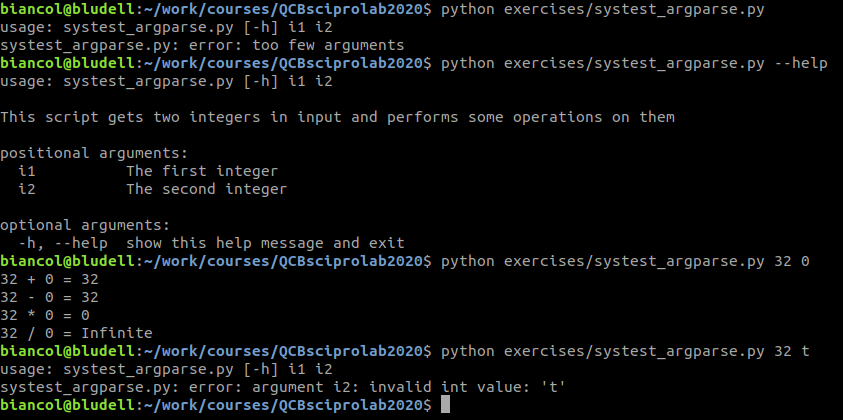 biancol@bludell:~/work/courses/QCBsciprolab2020$ python exercises/systest_argparse.py
usage: systest_argparse.py [-h] i1 i2
systest_argparse.py: error: too few arguments
biancol@bludell:~/work/courses/QCBsciprolab2020$ python exercises/systest_argparse.py --help
usage: systest_argparse.py [-h] i1 i2

This script gets two integers in input and performs some operations on them

positional arguments:
  i1          The first integer
  i2          The second integer

optional arguments:
  -h, --help  show this help message and exit
biancol@bludell:~/work/courses/QCBsciprolab2020$ python exercises/systest_argparse.py 32 0
32 + 0 = 32
32 - 0 = 32
32 * 0 = 0
32 / 0 = Infinite
biancol@bludell:~/work/courses/QCBsciprolab2020$ python exercises/systest_argparse.py 32 t
usage: systest_argparse.py [-h] i1 i2
systest_argparse.py: error: argument i2: invalid int value: 't'
biancol@bludell:~/work/courses/QCBsciprolab2020$